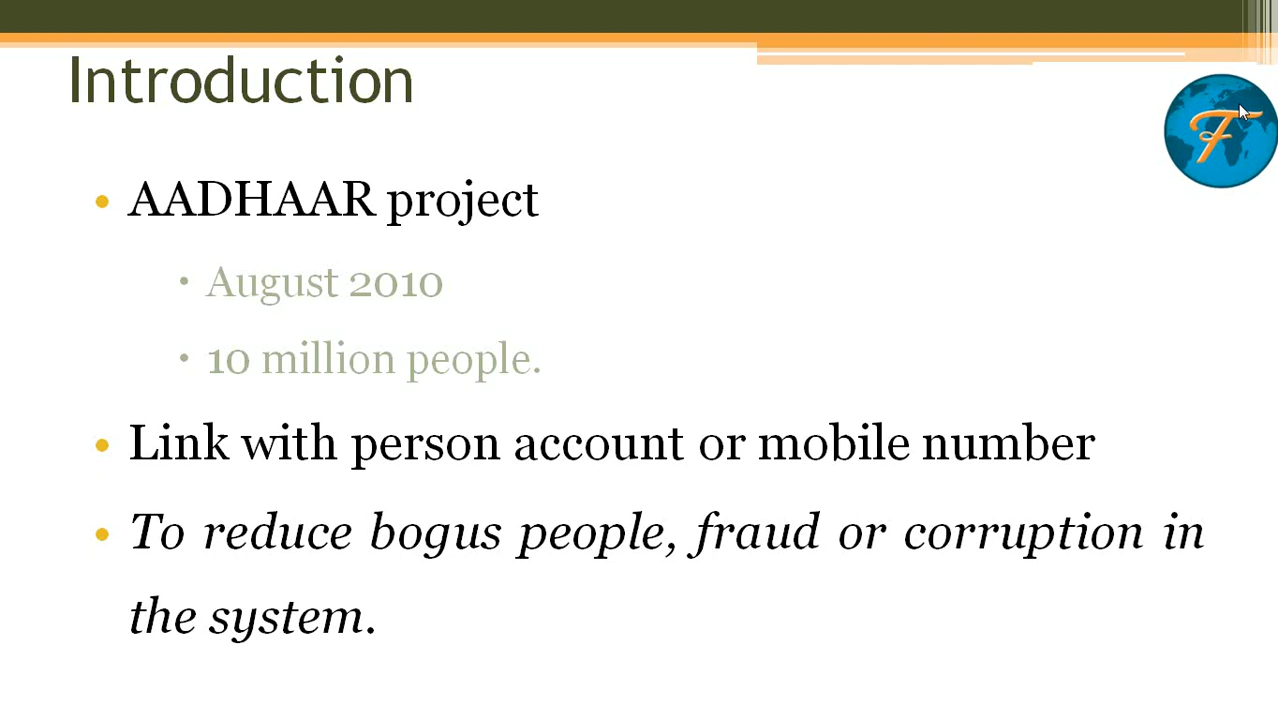 Introduction
• AADHAAR project
▪ August 2010
▪ 10 million people.
• Link with person account or mobile number
• To reduce bogus people, fraud or corruption in
the system.
F